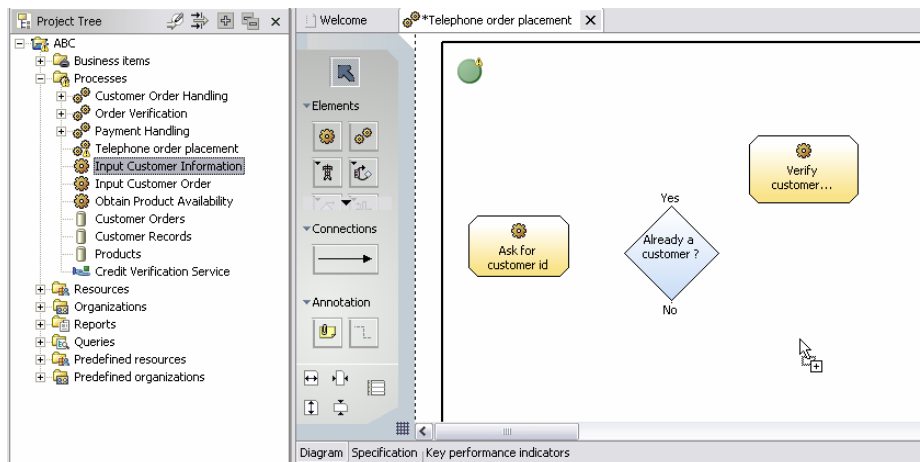 Project Tree
ABC
Business items
Processes
Customer Order Handling
Order Verification
Payment Handling
Telephone order placement
Input Customer Information
Input Customer Order
Obtain Product Availability
Customer Orders
Customer Records
Products
Credit Verification Service
Resources
Organizations
Reports
Queries
Predefined resources
Predefined organizations
Welcome
*Telephone order placement
Elements
Connections
Annotation
Ask for
customer id
Yes
Already a
customer ?
No
Verify
customer...
Diagram
Specification
Key performance indicators